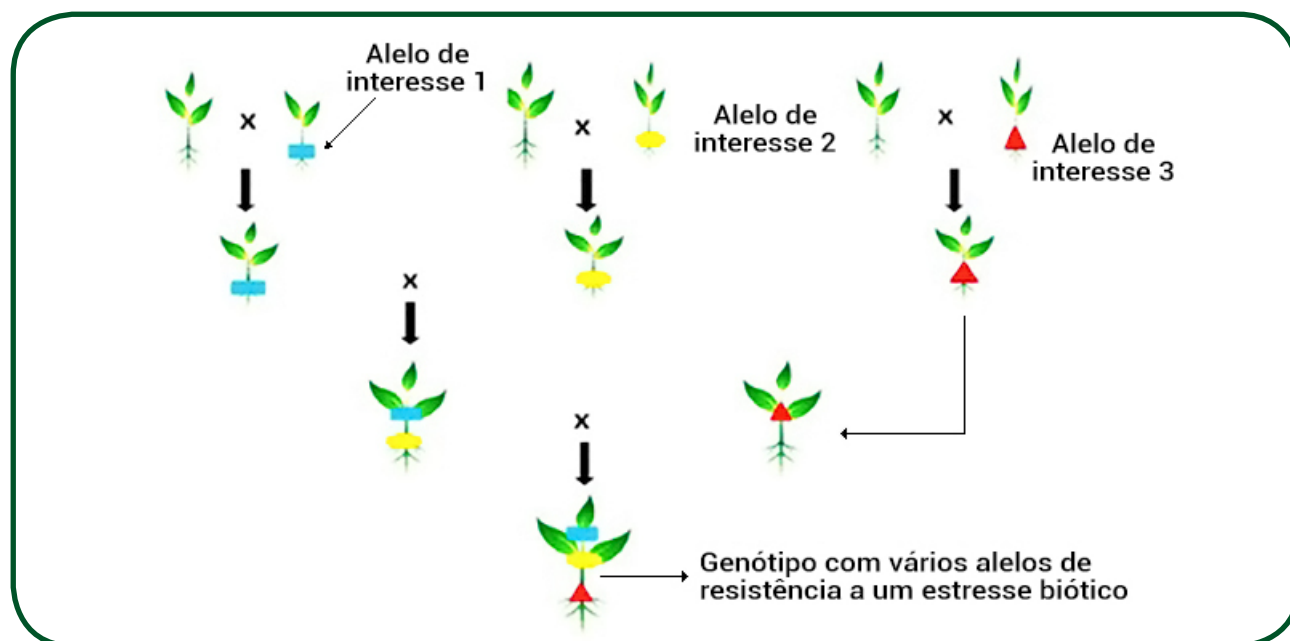 Alelo de
interesse 1
Alelo de
interesse 2
Alelo de
interesse 3
x
x
x
x
x
Genótipo com vários alelos de
resistência a um estresse biótico